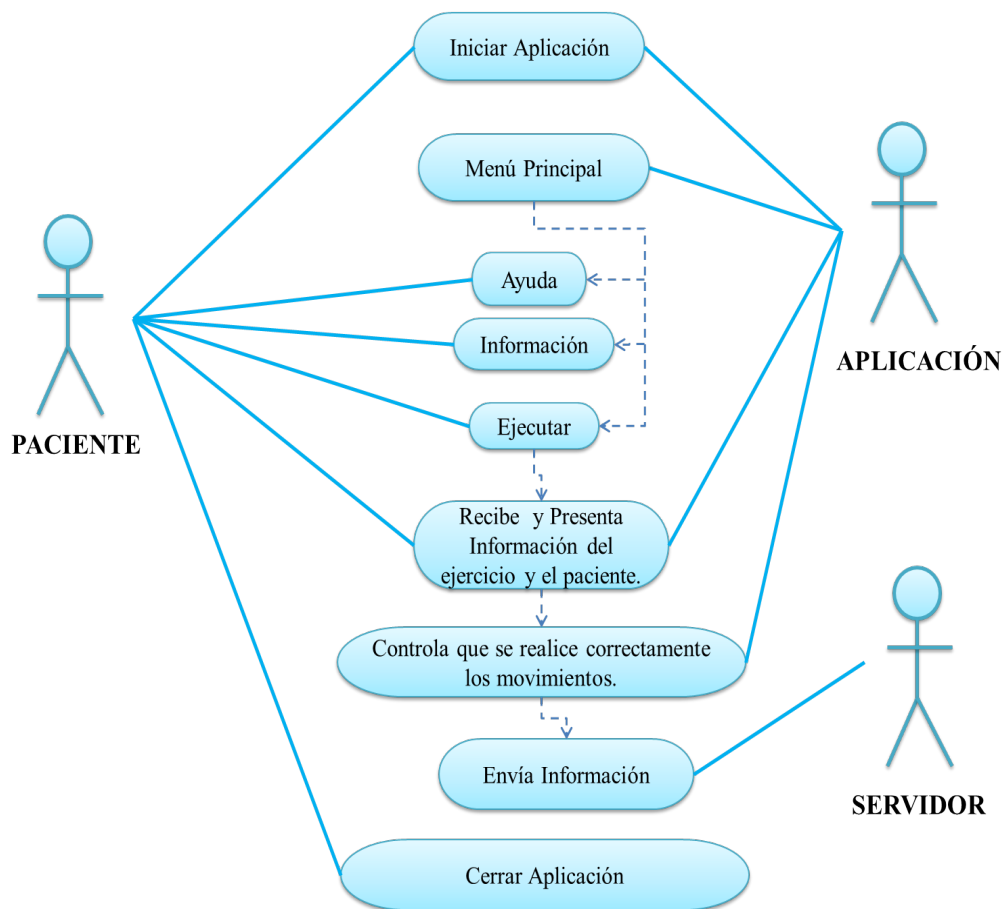 Iniciar Aplicación
Menú Principal
Ayuda
Información
APLICACIÓN
Ejecutar
PACIENTE
Recibe y Presenta
Información del
ejercicio y el paciente.
Controla que se realice correctamente
los movimientos.
Envía Información
SERVIDOR
Cerrar Aplicación